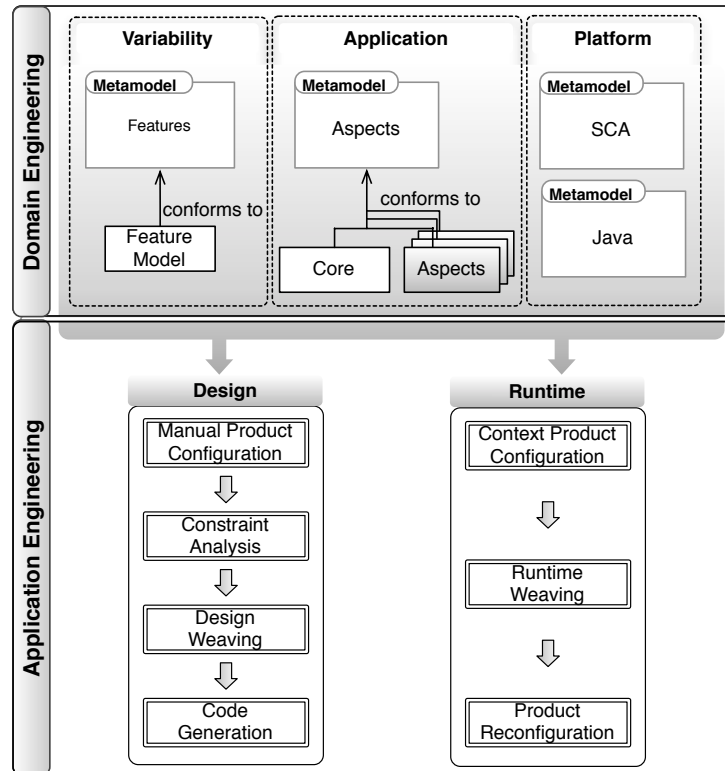 Domain Engineering
Variability
Metamodel
Features
conforms to
Feature
Model
Application
Metamodel
Aspects
conforms to
Core
Aspects
Platform
Metamodel
SCA
Metamodel
Java
Application Engineering
Design
Manual Product
Configuration
Constraint
Analysis
Design
Weaving
Code
Generation
Runtime
Context Product
Configuration
Runtime
Weaving
Product
Reconfiguration